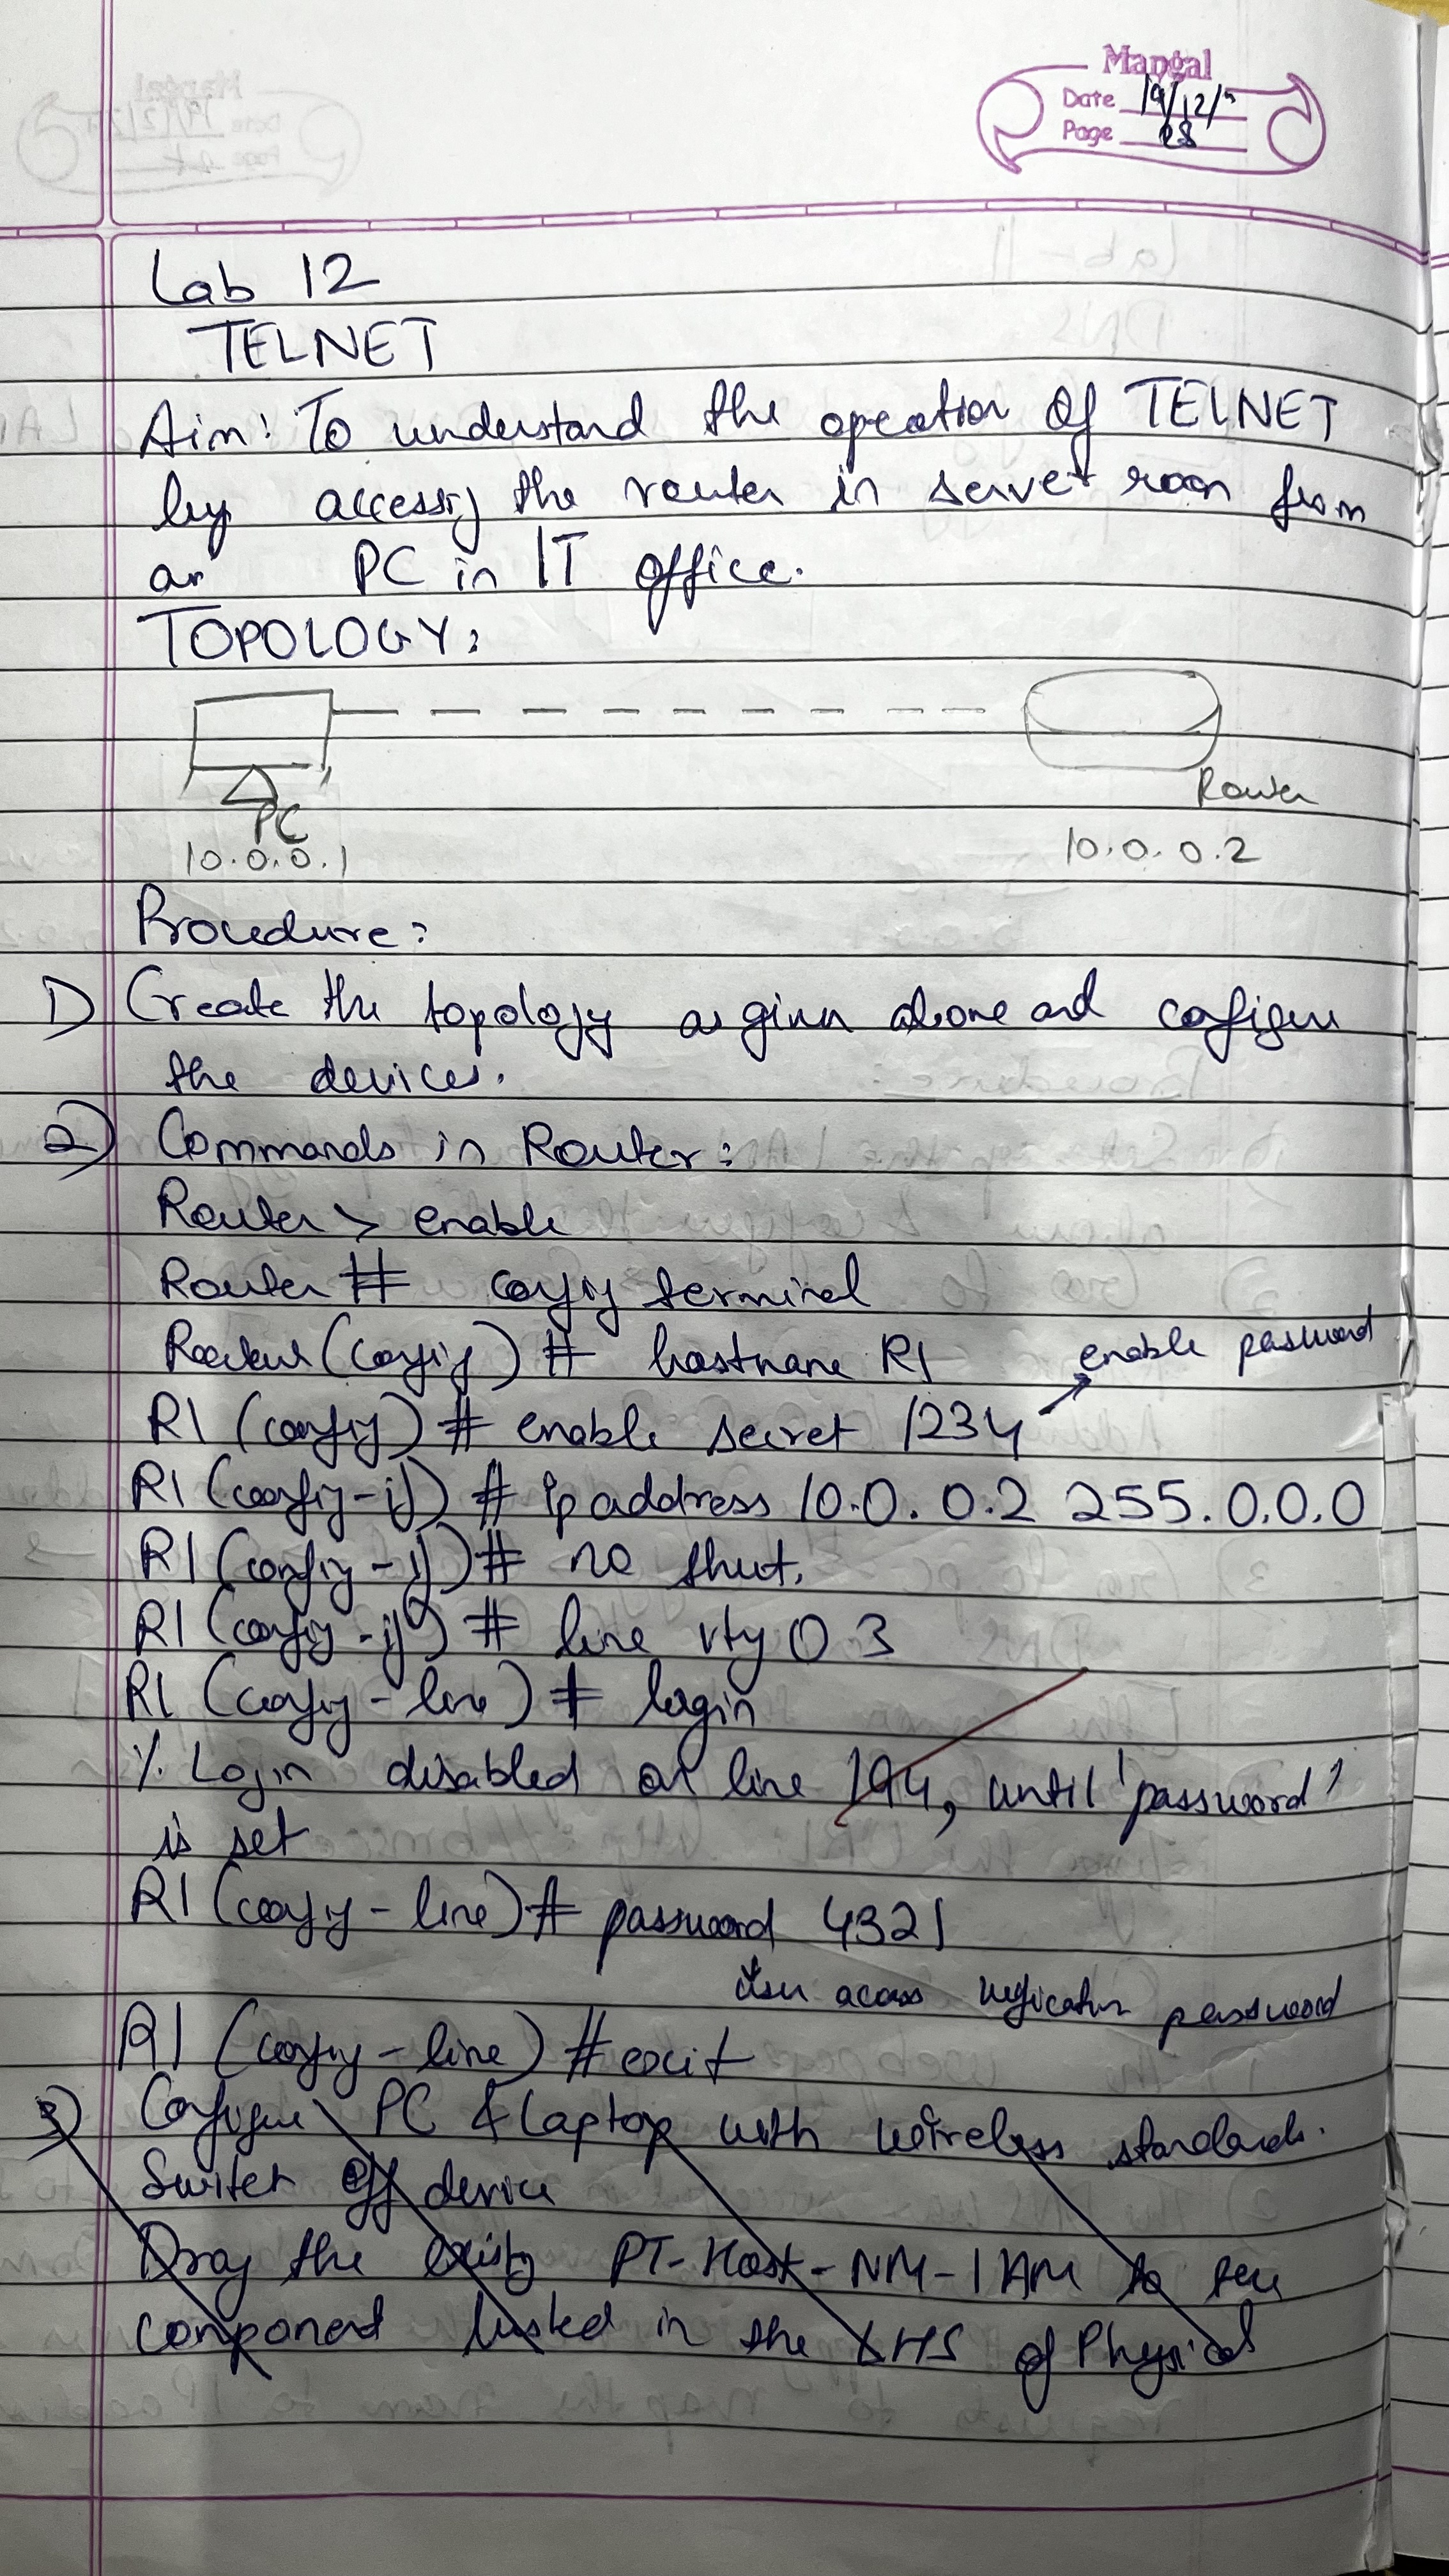 Mangal
Date 19/12/
Page 28
Lab 12
TELNET
Aim: To understand the opeation of TELNET
by accessing the router in server room from
an PC in IT office.
TOPOLOGY:
PC
10.0.0.1
Router
10.0.0.2
Procedure:
1) Create the topology as given above and configure
the devices.
2) Commands in Router:
Router > enable
Router # config terminal
Router (config) # hostname R1
enable password
R1 (config) # enable secret 1234
R1 (config-if) # ip address 10.0.0.2 255.0.0.0
R1 (config-if) # no shut.
R1 (config-if) # line vty 0 3
R1 (config-line) # login
% Login disabled on line 194, until 'password'
is set
R1 (config-line) # password 4321
User access verification password
R1 (config-line) # exit
3) Configure PC & Laptop with wireless standards.
Switch off device
Drag the existing PT-Host-NM-1AM to
component listed in the LHS of Physical